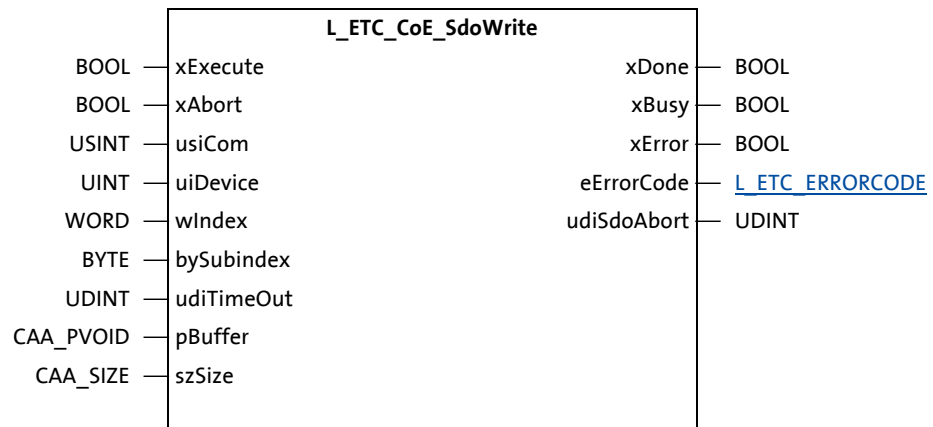 L_ETC_CoE_SdoWrite
BOOL xExecute xDone BOOL
BOOL xAbort xBusy BOOL
USINT usiCom xError BOOL
UINT uiDevice eErrorCode L_ETC_ERRORCODE
WORD wIndex udiSdoAbort UDINT
BYTE bySubindex
UDINT udiTimeOut
CAA_PVOID pBuffer
CAA_SIZE szSize